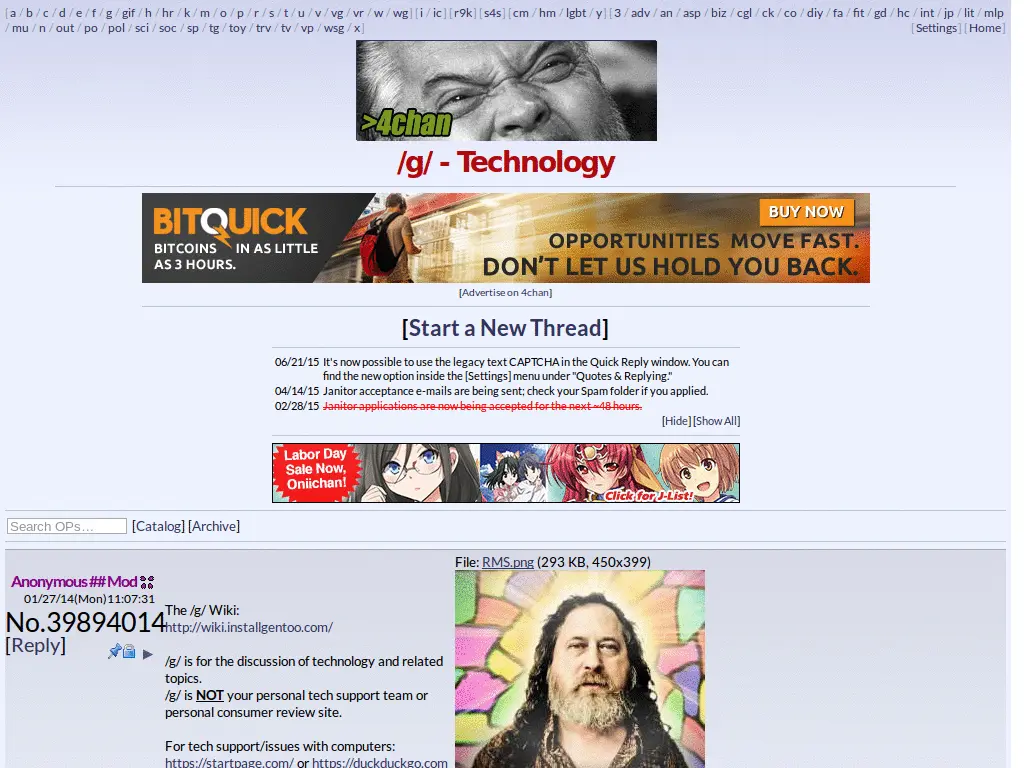 [a / b / c / d / e / f / g / gif / h / hr / k / m / o / p / r / s / t / u / v / vg / vr / w / wg] [i / ic] [r9k] [s4s] [cm / hm / lgbt / y] [3 / adv / an / asp / biz / cgl / ck / co / diy / fa / fit / gd / hc / int / jp / lit / mlp
/ mu / n / out / po / pol / sci / soc / sp / tg / toy / trv / tv / vp / wsg / x] [Settings] [Home]
>4chan
/g/ - Technology
BITQUICK
BITCOINS IN AS LITTLE
AS 3 HOURS.
BUY NOW
OPPORTUNITIES MOVE FAST.
DON'T LET US HOLD YOU BACK.
[Advertise on 4chan]
[Start a New Thread]
06/21/15 It's now possible to use the legacy text CAPTCHA in the Quick Reply window. You can
find the new option inside the [Settings] menu under "Quotes & Replying."
04/14/15 Janitor acceptance e-mails are being sent; check your Spam folder if you applied.
02/28/15 Janitor applications are now being accepted for the next ~48 hours.
[Hide] [Show All]
Labor Day
Sale Now,
Oniichan!
Click for J-List!
Search OPs… [Catalog] [Archive]
File: RMS.png (293 KB, 450x399)
Anonymous ## Mod
01/27/14(Mon)11:07:31
No.39894014
[Reply]
The /g/ Wiki:
http://wiki.installgentoo.com/
/g/ is for the discussion of technology and related
topics.
/g/ is NOT your personal tech support team or
personal consumer review site.
For tech support/issues with computers:
https://startpage.com/ or https://duckduckgo.com